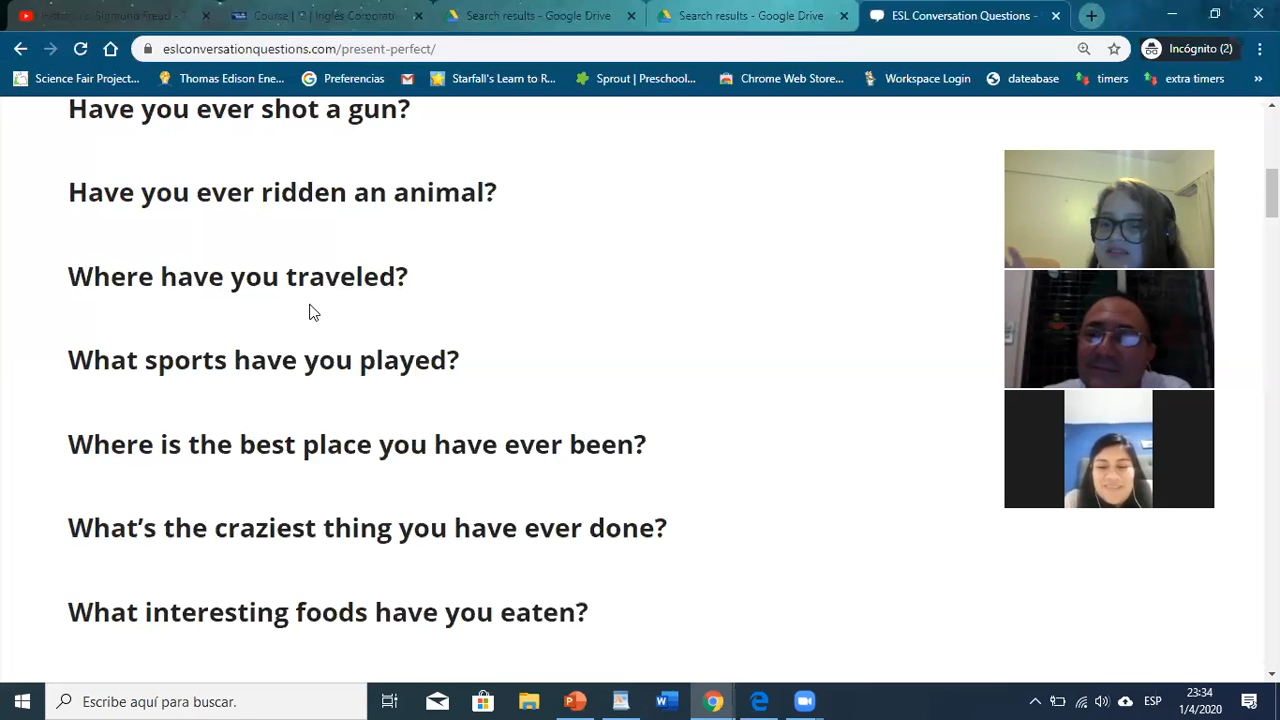 Historia: Sigmund Freud - T
Course | Inglés Corporati
Search results - Google Drive
Search results - Google Drive
ESL Conversation Questions -
eslconversationquestions.com/present-perfect/
Incógnito (2)
Science Fair Project...
Thomas Edison Ene...
Preferencias
Starfall's Learn to R...
Sprout | Preschool...
Chrome Web Store...
Workspace Login
dateabase
timers
extra timers
Have you ever shot a gun?
Have you ever ridden an animal?
Where have you traveled?
What sports have you played?
Where is the best place you have ever been?
What's the craziest thing you have ever done?
What interesting foods have you eaten?
Escribe aquí para buscar.
ESP
23:34
1/4/2020